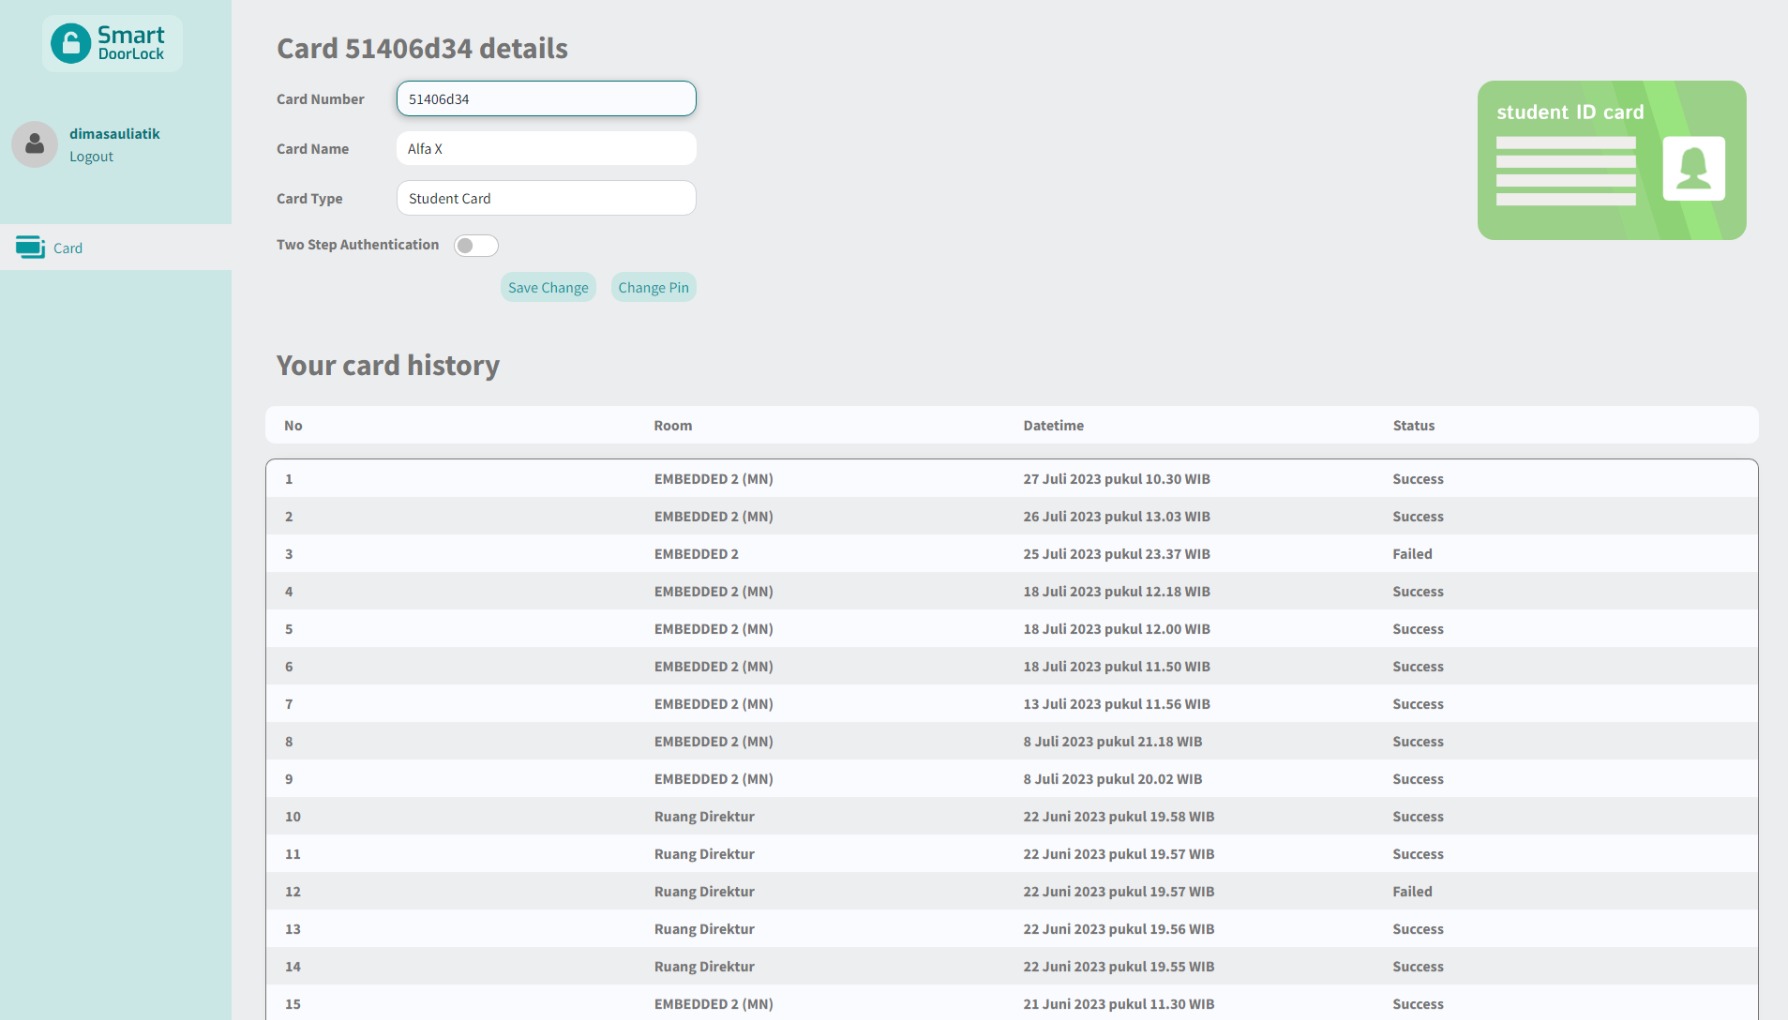 Smart
DoorLock
dimasauliatik
Logout
Card
Card 51406d34 details
Card Number 51406d34
Card Name Alfa X
Card Type Student Card
Two Step Authentication
Save Change Change Pin
student ID card
Your card history
No Room Datetime Status
1 EMBEDDED 2 (MN) 27 Juli 2023 pukul 10.30 WIB Success
2 EMBEDDED 2 (MN) 26 Juli 2023 pukul 13.03 WIB Success
3 EMBEDDED 2 25 Juli 2023 pukul 23.37 WIB Failed
4 EMBEDDED 2 (MN) 18 Juli 2023 pukul 12.18 WIB Success
5 EMBEDDED 2 (MN) 18 Juli 2023 pukul 12.00 WIB Success
6 EMBEDDED 2 (MN) 18 Juli 2023 pukul 11.50 WIB Success
7 EMBEDDED 2 (MN) 13 Juli 2023 pukul 11.56 WIB Success
8 EMBEDDED 2 (MN) 8 Juli 2023 pukul 21.18 WIB Success
9 EMBEDDED 2 (MN) 8 Juli 2023 pukul 20.02 WIB Success
10 Ruang Direktur 22 Juni 2023 pukul 19.58 WIB Success
11 Ruang Direktur 22 Juni 2023 pukul 19.57 WIB Success
12 Ruang Direktur 22 Juni 2023 pukul 19.57 WIB Failed
13 Ruang Direktur 22 Juni 2023 pukul 19.56 WIB Success
14 Ruang Direktur 22 Juni 2023 pukul 19.55 WIB Success
15 EMBEDDED 2 (MN) 21 Juni 2023 pukul 11.30 WIB Success